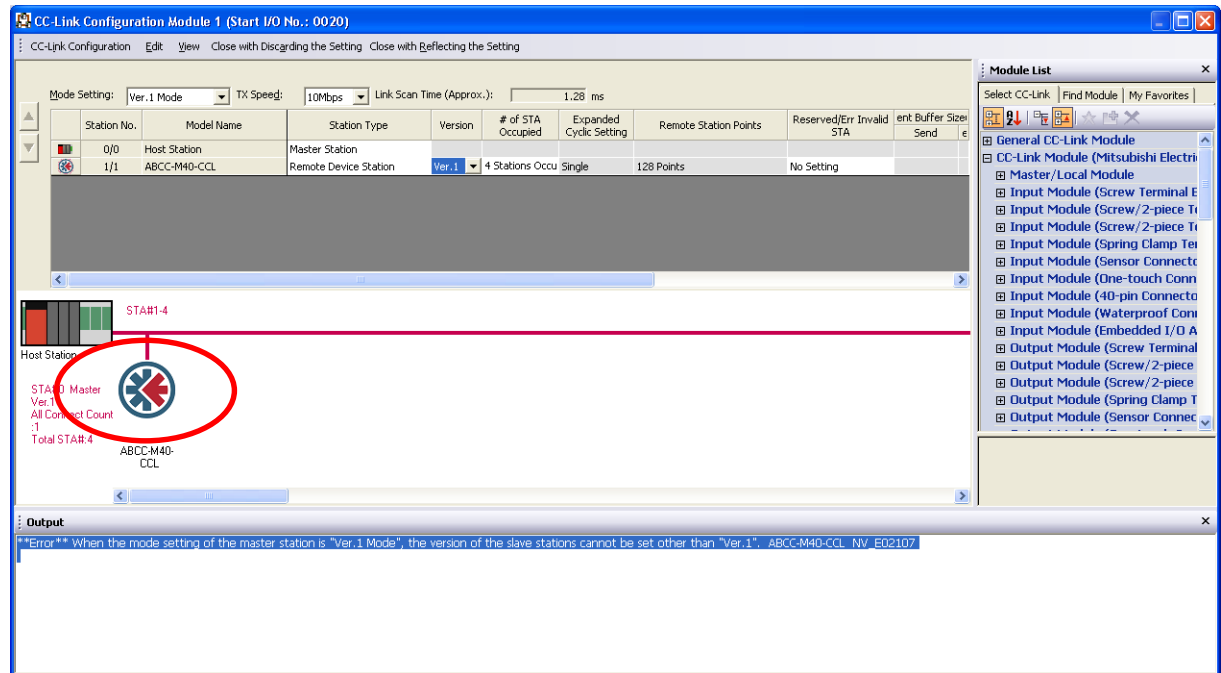 CC-Link Configuration Module 1 (Start I/O No.: 0020)
CC-Link Configuration Edit View Close with Discarding the Setting Close with Reflecting the Setting
Mode Setting: Ver.1 Mode TX Speed: 10Mbps Link Scan Time (Approx.): 1.28 ms
Station No. Model Name Station Type Version # of STA Occupied Expanded Cyclic Setting Remote Station Points Reserved/Err Invalid STA ent Buffer Size Send
0/0 Host Station Master Station
1/1 ABCC-M40-CCL Remote Device Station Ver.1 4 Stations Occu Single 128 Points No Setting
STA#1-4
Host Station
STA#0 Master
Ver.1
All Connect Count
:1
Total STA#:4
ABCC-M40-
CCL
Module List
Select CC-Link Find Module My Favorites
General CC-Link Module
CC-Link Module (Mitsubishi Electri
Master/Local Module
Input Module (Screw Terminal E
Input Module (Screw/2-piece Te
Input Module (Screw/2-piece Te
Input Module (Spring Clamp Ter
Input Module (Sensor Connecto
Input Module (One-touch Conn
Input Module (40-pin Connecto
Input Module (Waterproof Conn
Input Module (Embedded I/O A
Output Module (Screw Terminal
Output Module (Screw/2-piece
Output Module (Screw/2-piece
Output Module (Spring Clamp T
Output Module (Sensor Connec
Output
**Error** When the mode setting of the master station is "Ver.1 Mode", the version of the slave stations cannot be set other than "Ver.1". ABCC-M40-CCL NV_E02107